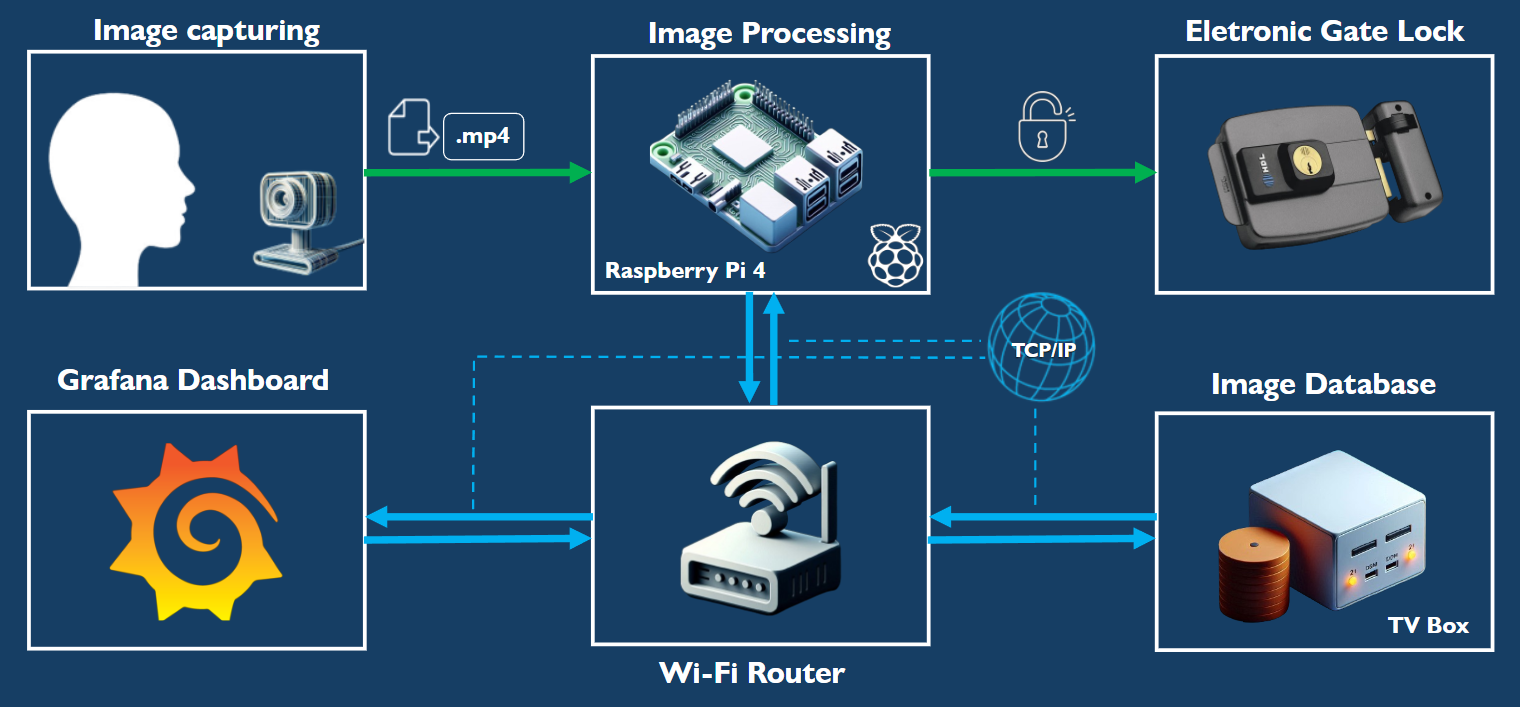 Image capturing
Image Processing
Eletronic Gate Lock
.mp4
HDL
Raspberry Pi 4
TCP/IP
Grafana Dashboard
Image Database
TV Box
Wi-Fi Router